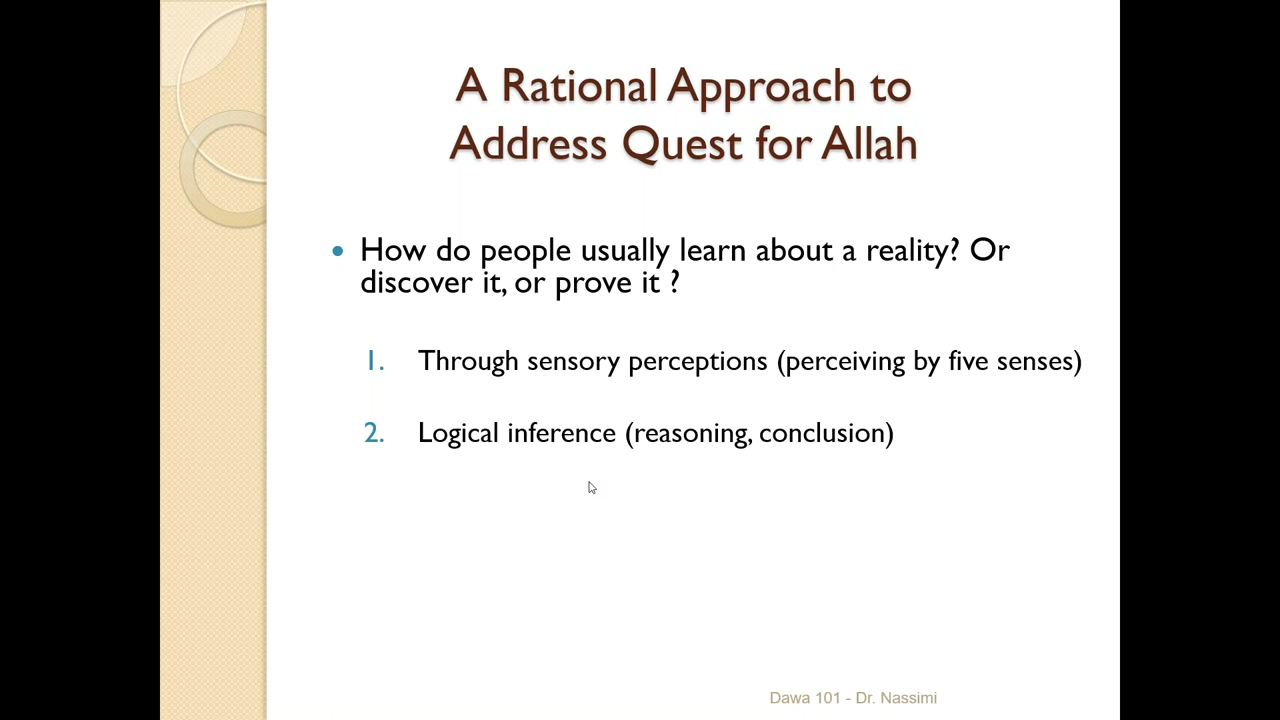 A Rational Approach to
Address Quest for Allah
• How do people usually learn about a reality? Or
discover it, or prove it ?
1. Through sensory perceptions (perceiving by five senses)
2. Logical inference (reasoning, conclusion)
Dawa 101 - Dr. Nassimi